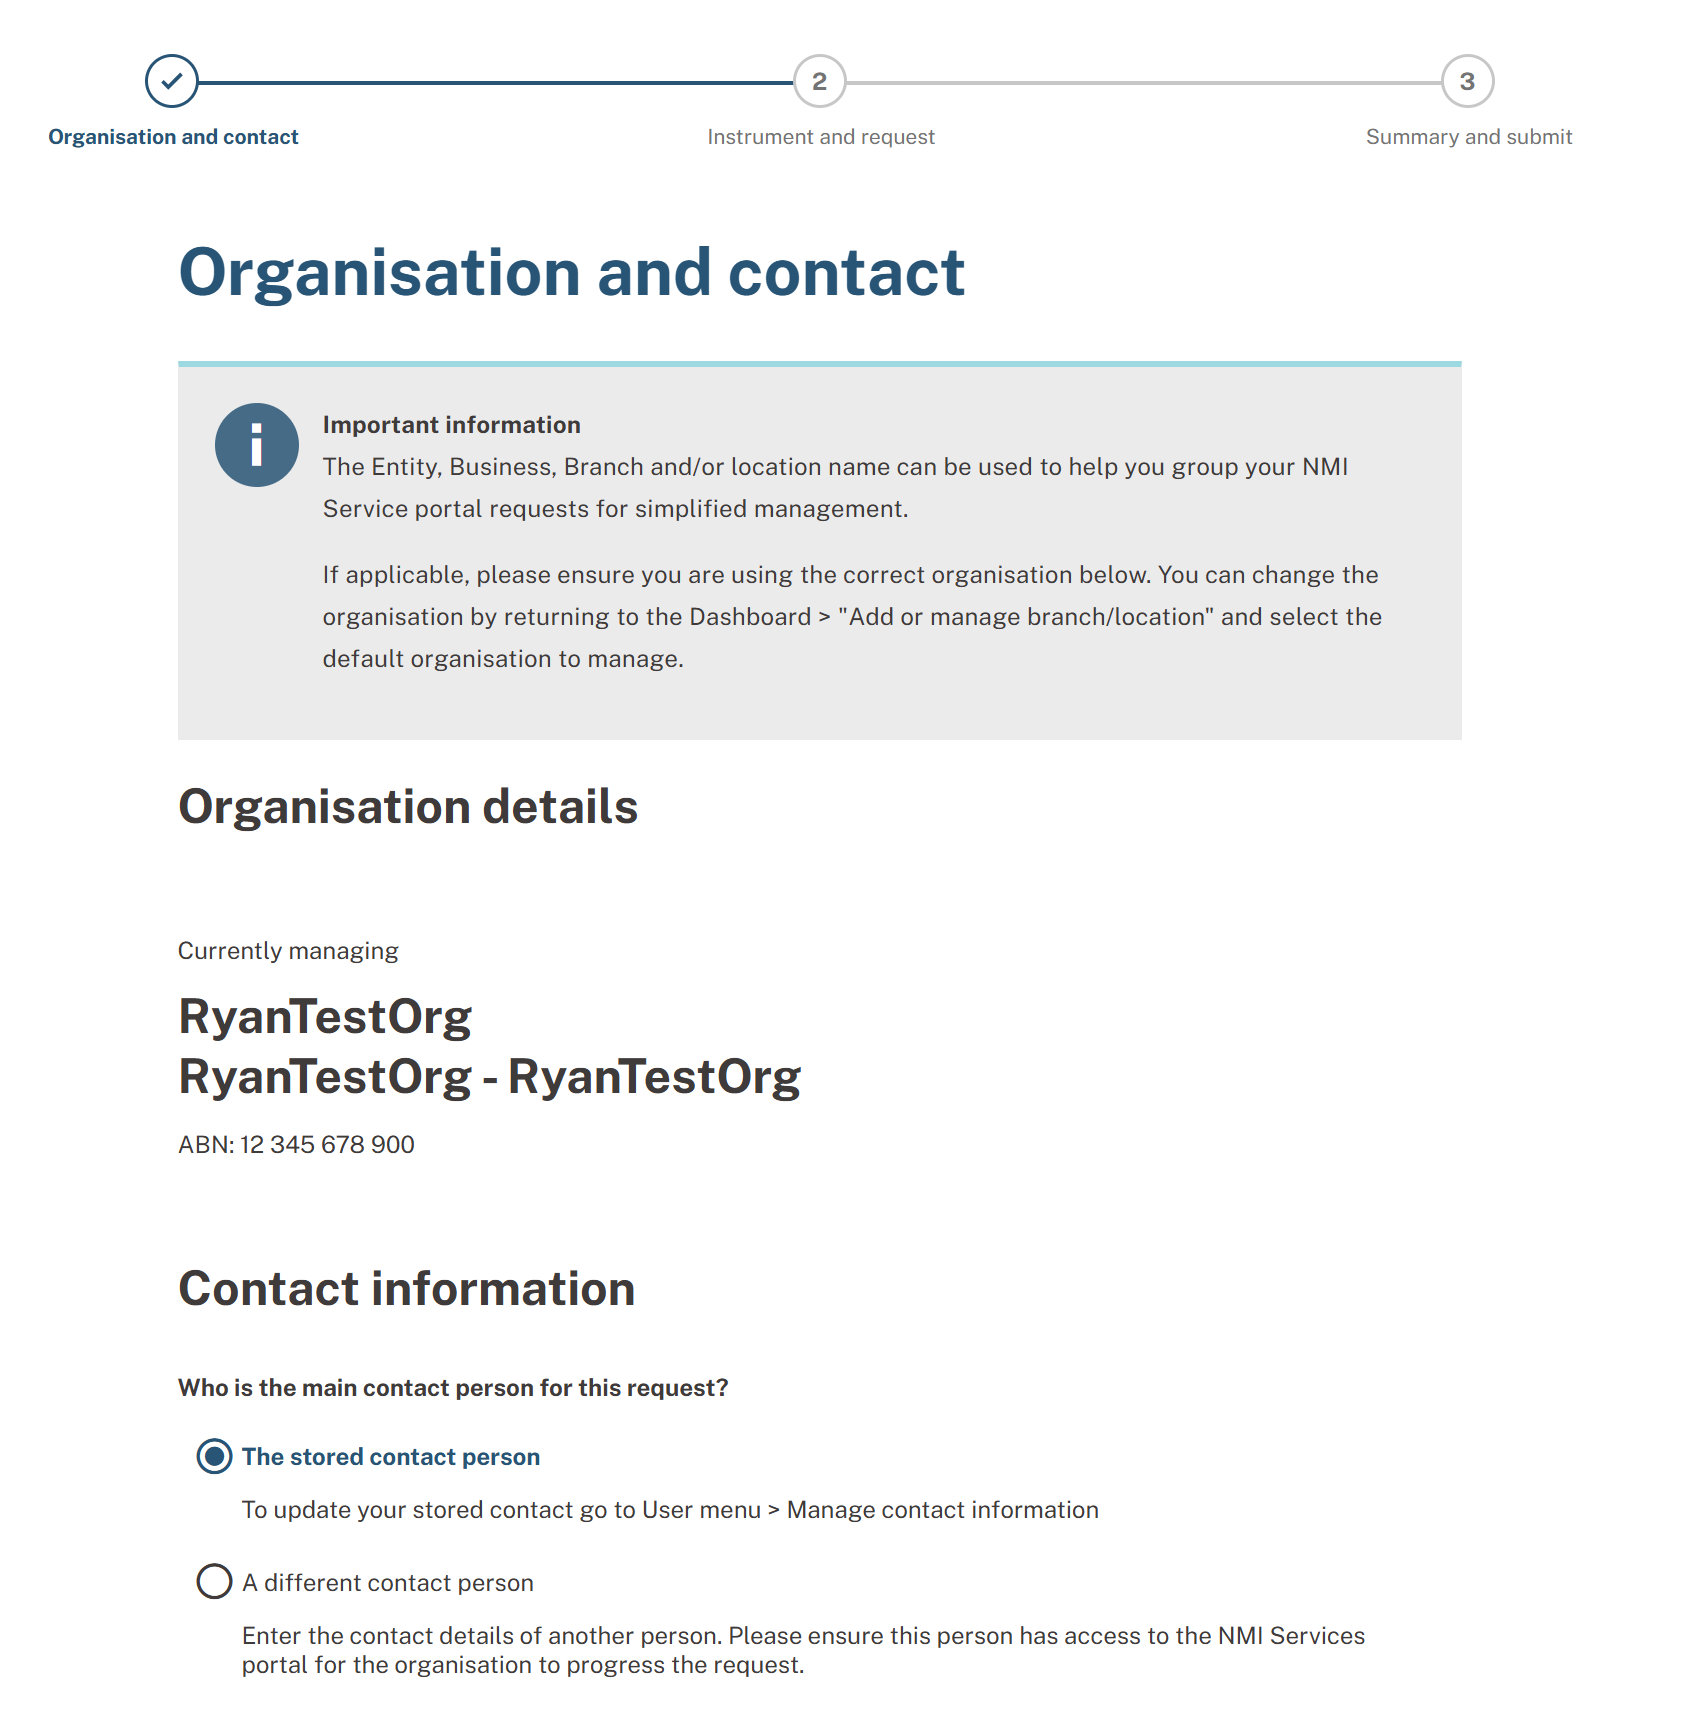 2
3
Organisation and contact
Instrument and request
Summary and submit
Organisation and contact
Important information
The Entity, Business, Branch and/or location name can be used to help you group your NMI
Service portal requests for simplified management.
If applicable, please ensure you are using the correct organisation below. You can change the
organisation by returning to the Dashboard > "Add or manage branch/location" and select the
default organisation to manage.
Organisation details
Currently managing
RyanTestOrg
RyanTestOrg - RyanTestOrg
ABN: 12 345 678 900
Contact information
Who is the main contact person for this request?
The stored contact person
To update your stored contact go to User menu > Manage contact information
A different contact person
Enter the contact details of another person. Please ensure this person has access to the NMI Services
portal for the organisation to progress the request.